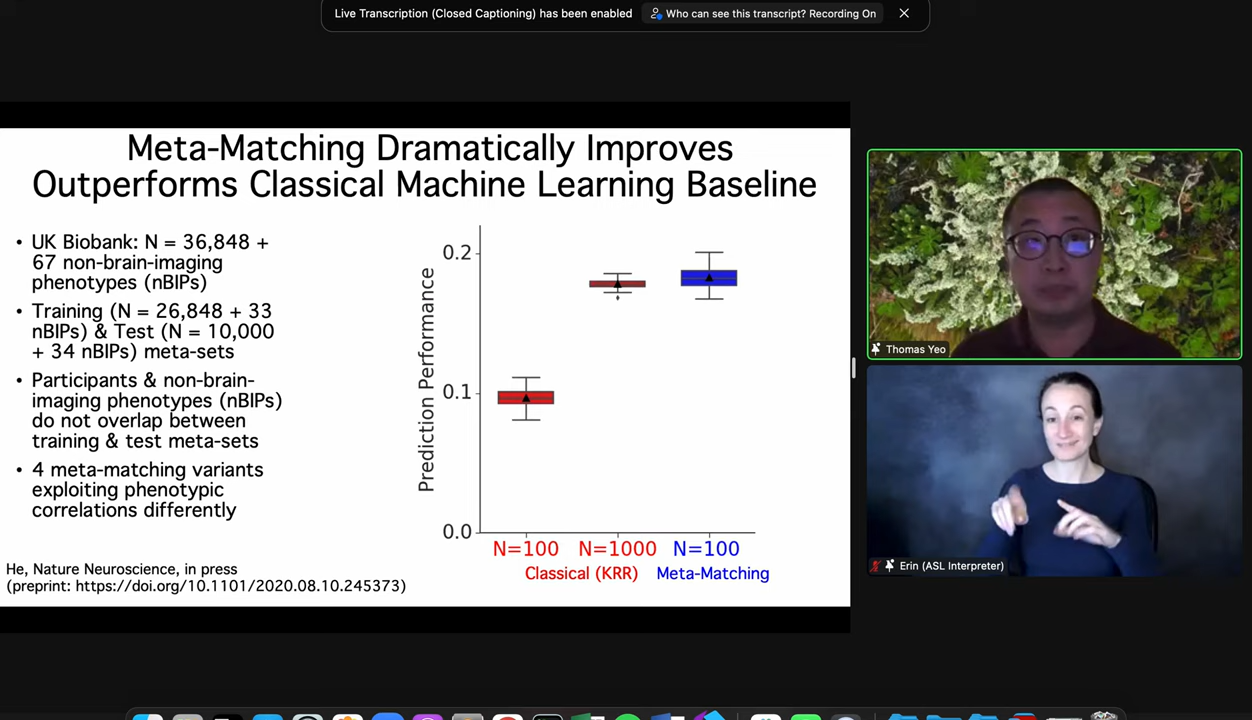 Live Transcription (Closed Captioning) has been enabled
Who can see this transcript? Recording On
Meta-Matching Dramatically Improves
Outperforms Classical Machine Learning Baseline
• UK Biobank: N = 36,848 +
67 non-brain-imaging
phenotypes (nBIPs)
• Training (N = 26,848 + 33
nBIPs) & Test (N = 10,000
+ 34 nBIPs) meta-sets
• Participants & non-brain-
imaging phenotypes (nBIPs)
do not overlap between
training & test meta-sets
• 4 meta-matching variants
exploiting phenotypic
correlations differently
He, Nature Neuroscience, in press
(preprint: https://doi.org/10.1101/2020.08.10.245373)
Prediction Performance
0.2
0.1
0.0
N=100 N=1000 N=100
Classical (KRR) Meta-Matching
Thomas Yeo
Erin (ASL Interpreter)